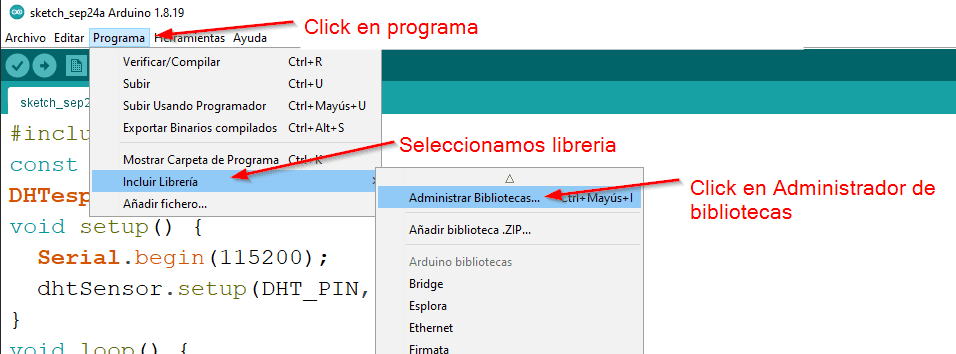 sketch_sep24a Arduino 1.8.19
Click en programa
Archivo Editar Programa Herramientas Ayuda
Verificar/Compilar Ctrl+R
Subir Ctrl+U
Subir Usando Programador Ctrl+Mayús+U
Exportar Binarios compilados Ctrl+Alt+S
Mostrar Carpeta de Programa Ctrl+K
Incluir Librería
Añadir fichero...
Seleccionamos libreria
Administrar Bibliotecas... Ctrl+Mayús+I
Añadir biblioteca .ZIP...
Arduino bibliotecas
Bridge
Esplora
Ethernet
Firmata
Click en Administrador de
bibliotecas
sketch_sep2
#inclu
const
DHTesp
void setup() {
Serial.begin(115200);
dhtSensor.setup(DHT_PIN,
}
void loop() {